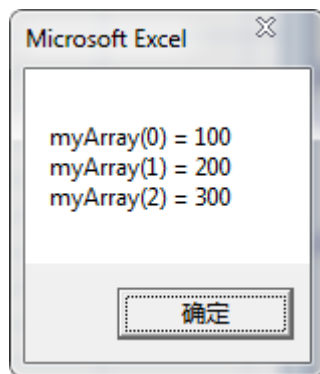 Microsoft Excel
myArray(0) = 100
myArray(1) = 200
myArray(2) = 300
确定